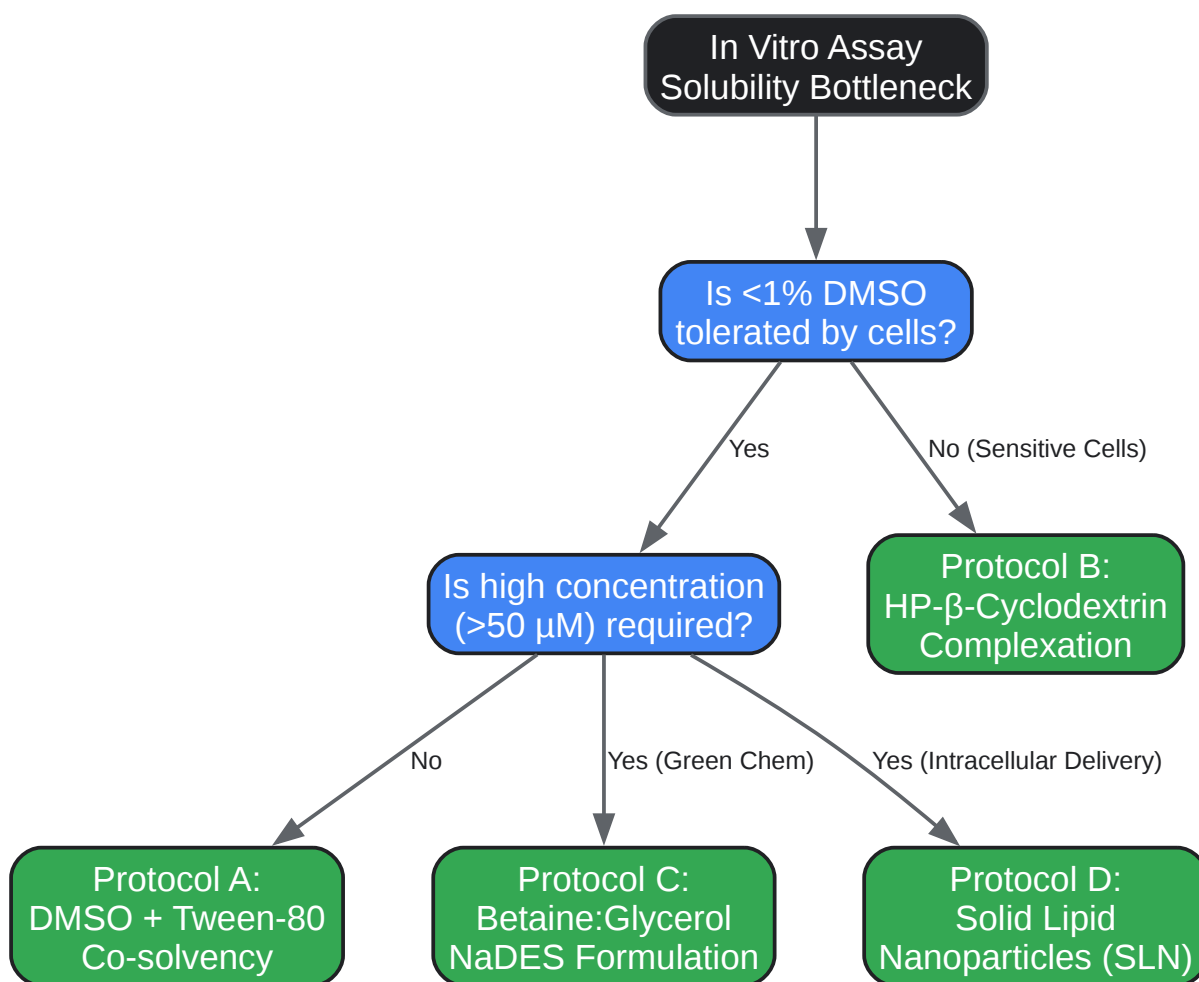 In Vitro Assay
Solubility Bottleneck
Is <1% DMSO
tolerated by cells?
Yes
No (Sensitive Cells)
Is high concentration
(>50 µM) required?
Protocol B:
HP-β-Cyclodextrin
Complexation
No
Yes (Green Chem)
Yes (Intracellular Delivery)
Protocol A:
DMSO + Tween-80
Co-solvency
Protocol C:
Betaine:Glycerol
NaDES Formulation
Protocol D:
Solid Lipid
Nanoparticles (SLN)